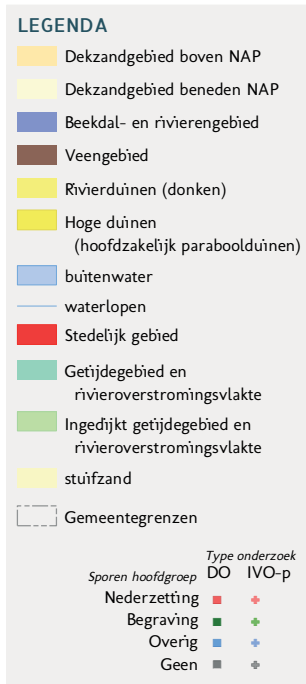 LEGENDA
Dekzandgebied boven NAP
Dekzandgebied beneden NAP
Beekdal- en rivierengebied
Veengebied
Rivierduinen (donken)
Hoge duinen
(hoofdzakelijk paraboolduinen)
buitenwater
waterlopen
Stedelijk gebied
Getijdegebied en
rivieroverstromingsvlakte
Ingedijkt getijdegebied en
rivieroverstromingsvlakte
stuifzand
Gemeentegrenzen
Type onderzoek
Sporen hoofdgroep DO IVO-p
Nederzetting
Begraving
Overig
Geen